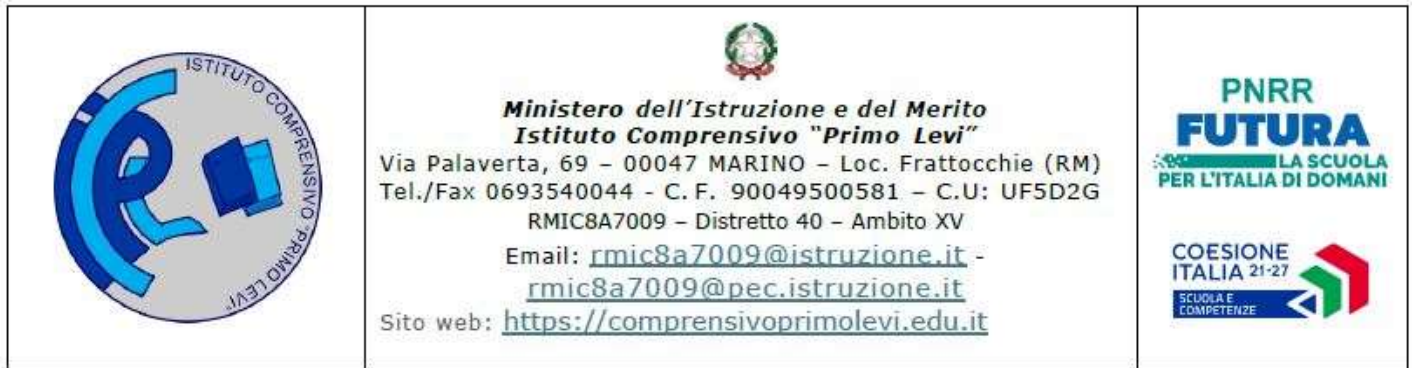 ISTITUTO COMPRENSIVO "PRIMO LEVI"
Ministero dell'Istruzione e del Merito
Istituto Comprensivo "Primo Levi"
Via Palaverta, 69 – 00047 MARINO – Loc. Frattocchie (RM)
Tel./Fax 0693540044 - C. F. 90049500581 – C.U: UF5D2G
RMIC8A7009 – Distretto 40 – Ambito XV
Email: rmic8a7009@istruzione.it -
rmic8a7009@pec.istruzione.it
Sito web: https://comprensivoprimolevi.edu.it
PNRR
FUTURA
LA SCUOLA
PER L'ITALIA DI DOMANI
COESIONE
ITALIA 21-27
SCUOLA E
COMPETENZE